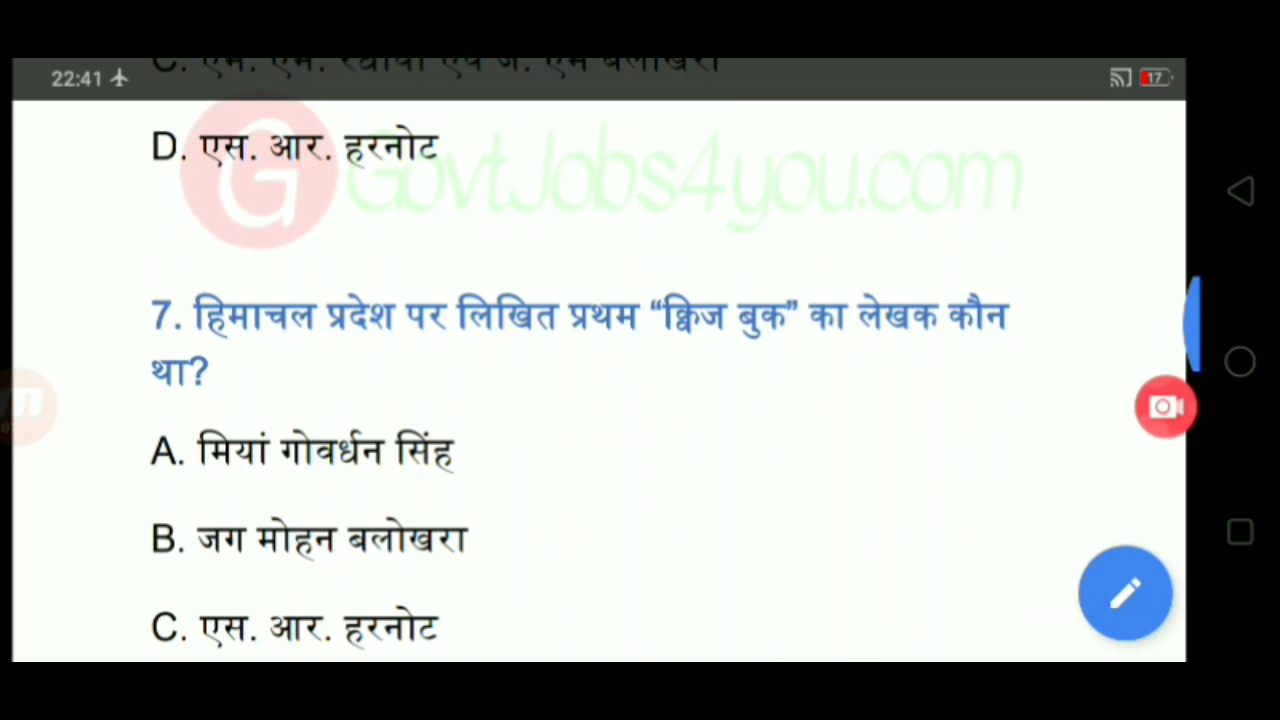 22:41
17
D. एस. आर. हरनोट
GovtJobs4you.com
7. हिमाचल प्रदेश पर लिखित प्रथम “क्विज बुक” का लेखक कौन
था?
A. मियां गोवर्धन सिंह
B. जग मोहन बलोखरा
C. एस. आर. हरनोट